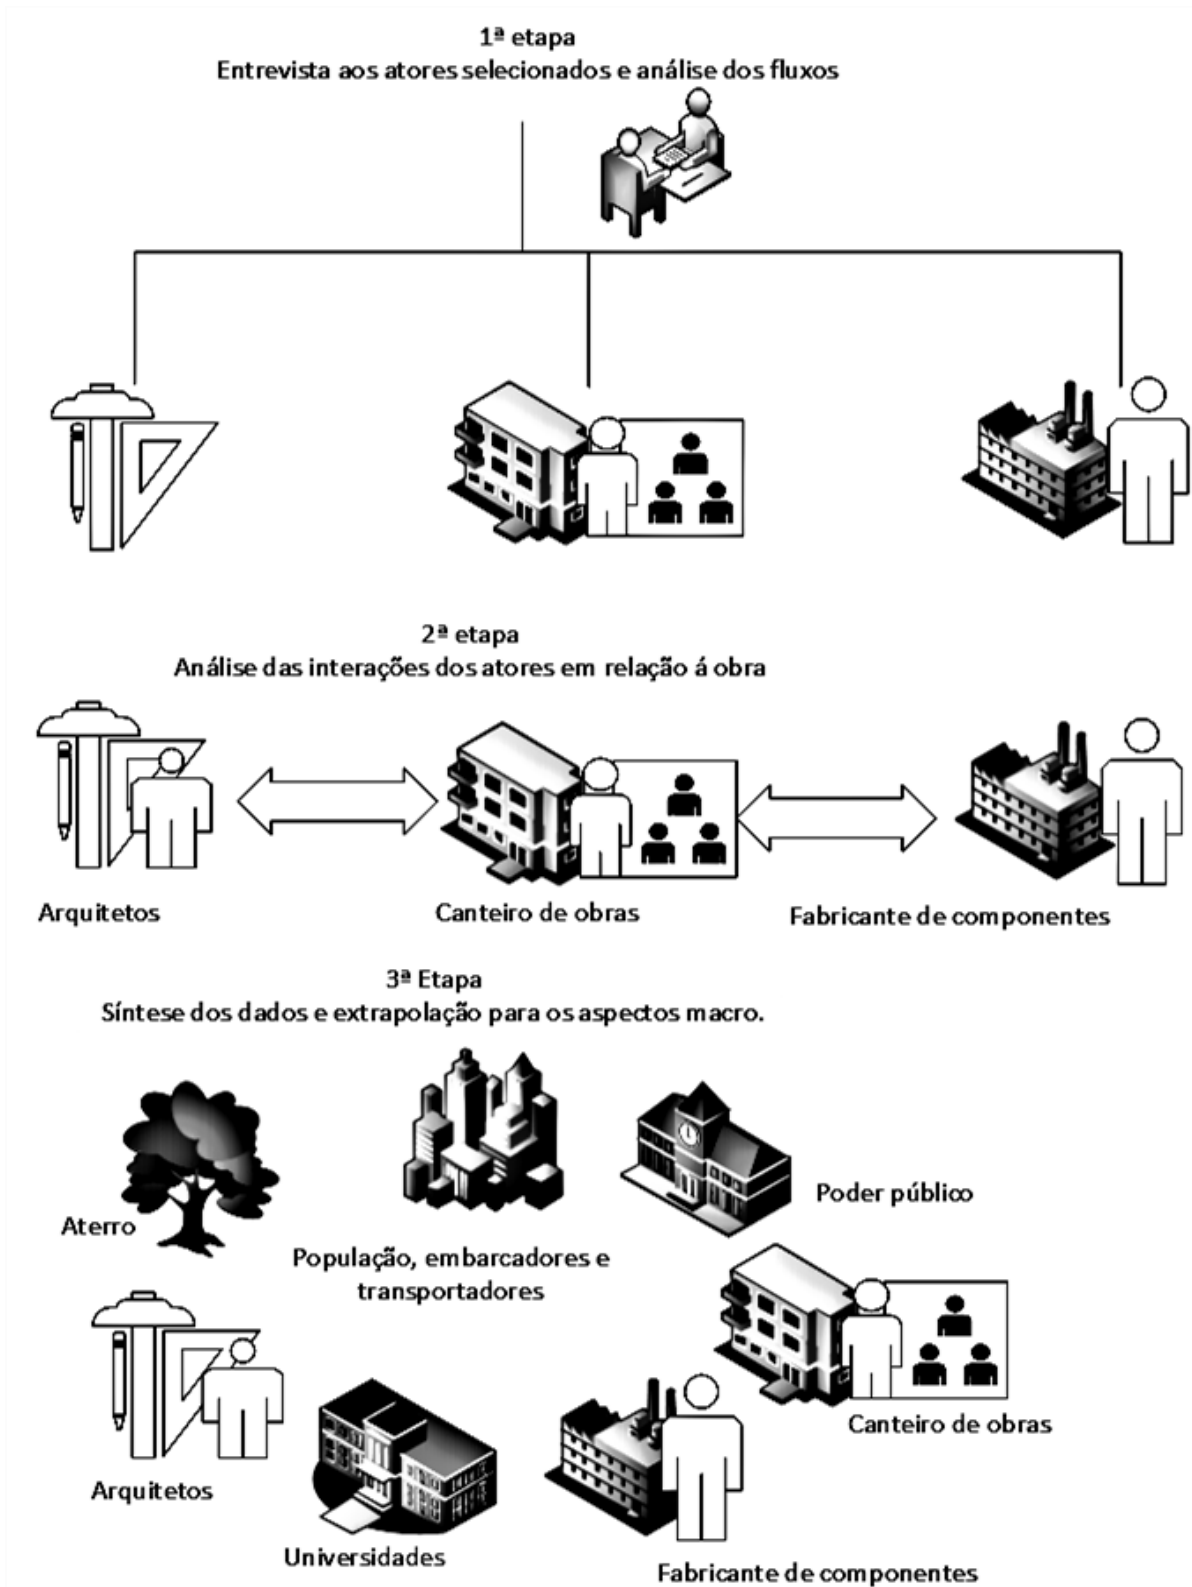 1ª etapa
Entrevista aos atores selecionados e análise dos fluxos
2ª etapa
Análise das interações dos atores em relação á obra
Arquitetos
Canteiro de obras
Fabricante de componentes
3ª Etapa
Síntese dos dados e extrapolação para os aspectos macro.
Aterro
População, embarcadores e
transportadores
Poder público
Arquitetos
Universidades
Canteiro de obras
Fabricante de componentes